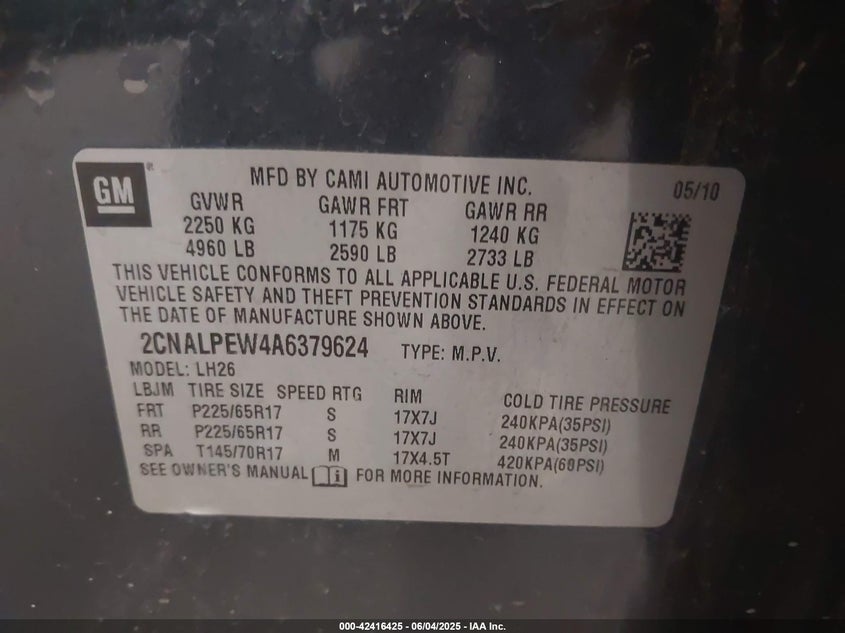 GM
®
MFD BY CAMI AUTOMOTIVE INC.
05/10
GVWR GAWR FRT GAWR RR
2250 KG 1175 KG 1240 KG
4960 LB 2590 LB 2733 LB
THIS VEHICLE CONFORMS TO ALL APPLICABLE U.S. FEDERAL MOTOR
VEHICLE SAFETY AND THEFT PREVENTION STANDARDS IN EFFECT ON
THE DATE OF MANUFACTURE SHOWN ABOVE.
2CNALPEW4A6379624 TYPE: M.P.V.
MODEL: LH26
LBJM TIRE SIZE SPEED RTG RIM COLD TIRE PRESSURE
FRT P225/65R17 S 17X7J 240KPA(35PSI)
RR P225/65R17 S 17X7J 240KPA(35PSI)
SPA T145/70R17 M 17X4.5T 420KPA(60PSI)
SEE OWNER'S MANUAL i FOR MORE INFORMATION.
000-42416425 - 06/04/2025 - IAA Inc.